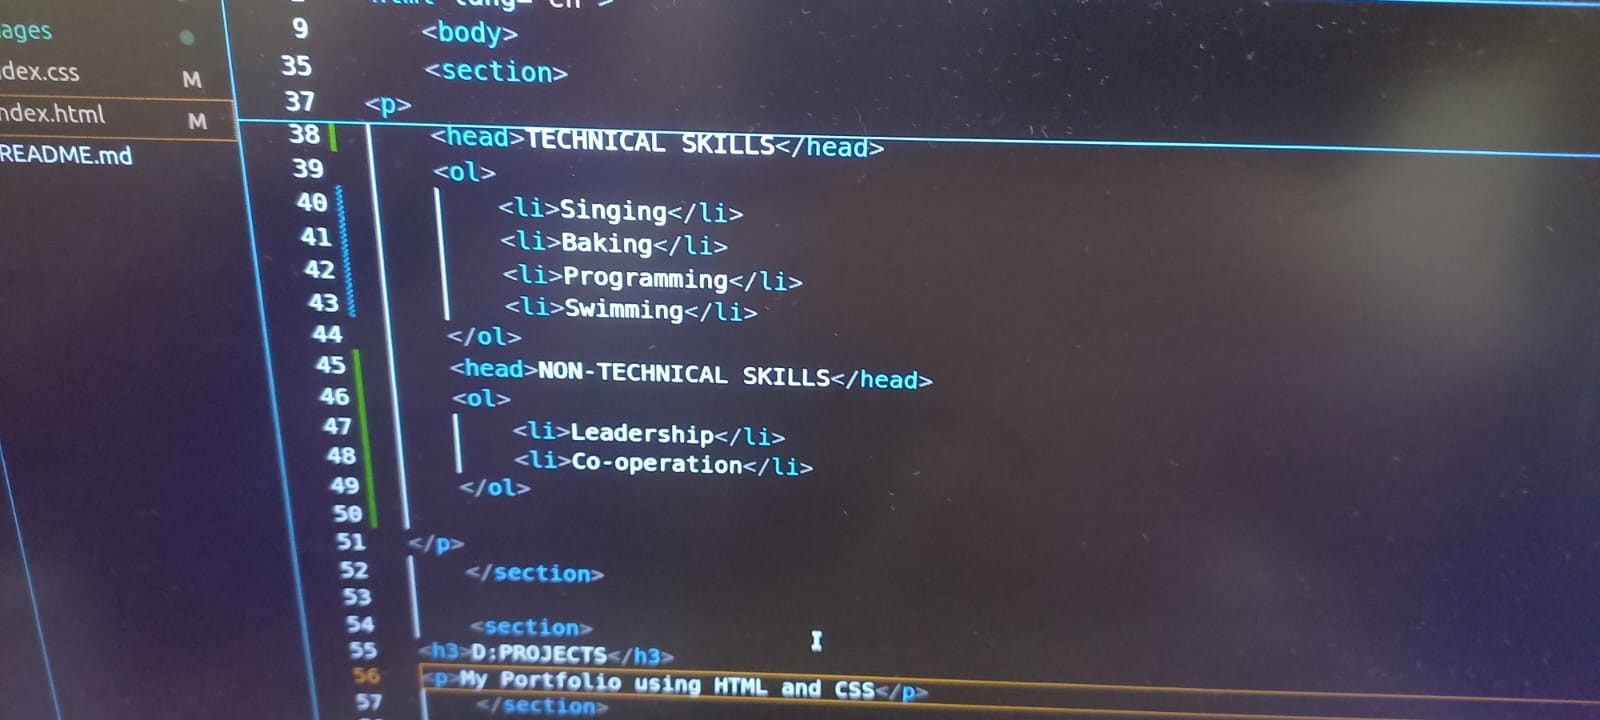 ages
dex.css M
ndex.html M
README.md
9 <body>
35 <section>
37 <p>
38 <head>TECHNICAL SKILLS</head>
39 <ol>
40 <li>Singing</li>
41 <li>Baking</li>
42 <li>Programming</li>
43 <li>Swimming</li>
44 </ol>
45 <head>NON-TECHNICAL SKILLS</head>
46 <ol>
47 <li>Leadership</li>
48 <li>Co-operation</li>
49 </ol>
50
51 </p>
52 </section>
53
54 <section>
55 <h3>D;PROJECTS</h3>
56 <p>My Portfolio using HTML and CSS</p>
57 </section>